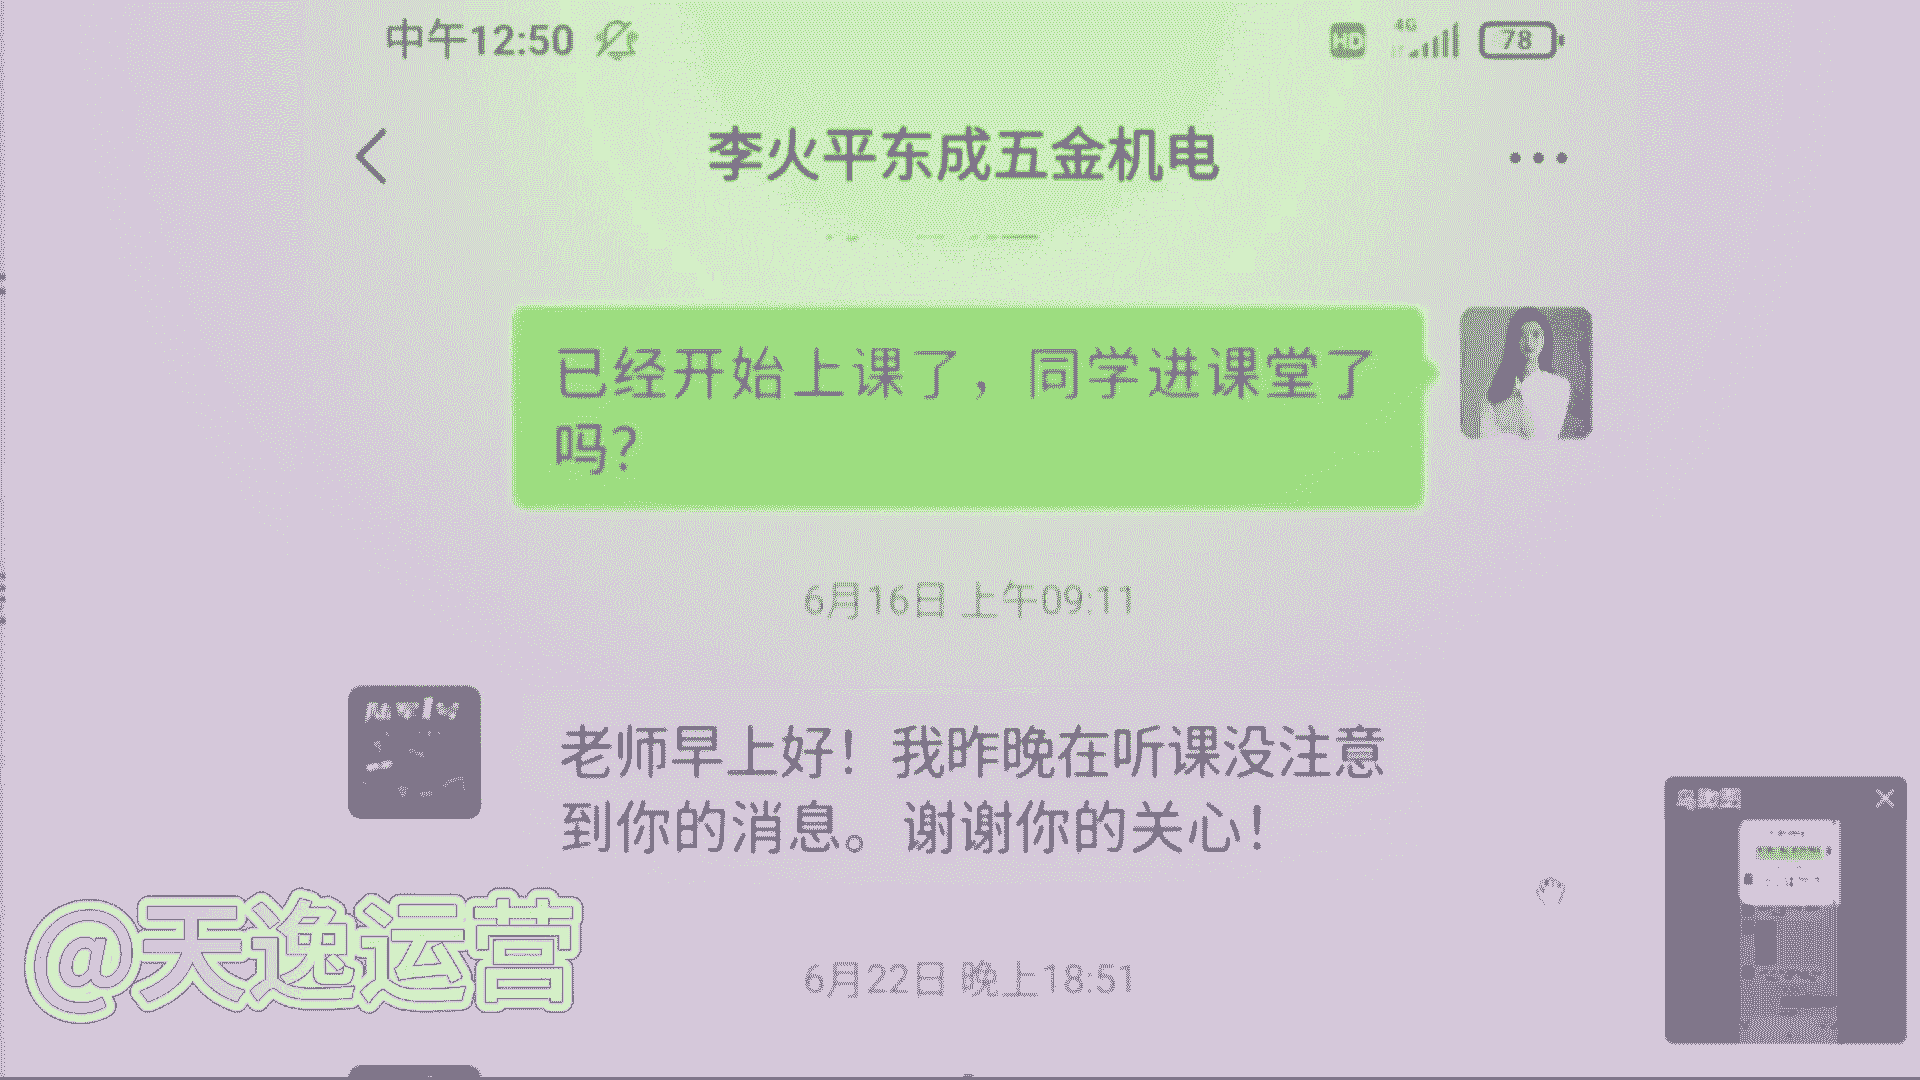 中午12:50
HD
4G
78
李火平东成五金机电
已经开始上课了，同学进课堂了
吗？
6月16日 上午09:11
老师早上好！我昨晚在听课没注意
到你的消息。谢谢你的关心！
@天逸运营
6月22日 晚上18:51
鸟瞰图